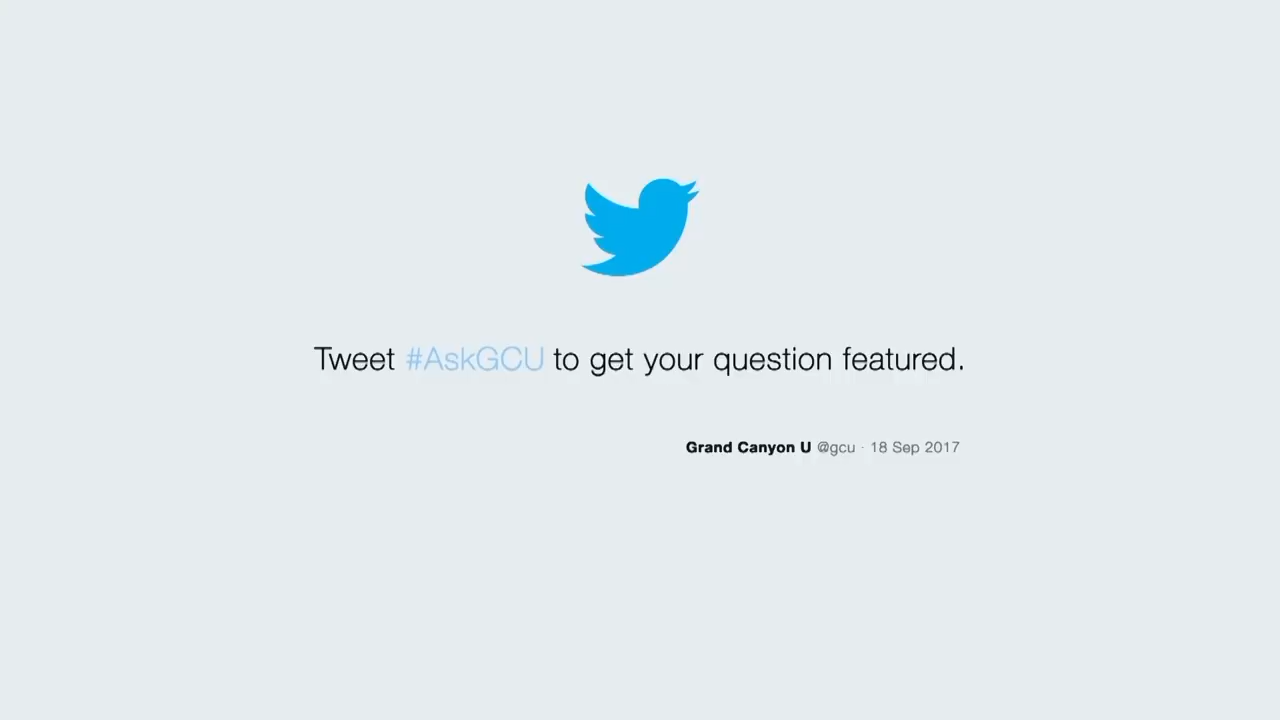 Tweet #AskGCU to get your question featured.
Grand Canyon U @gcu · 18 Sep 2017